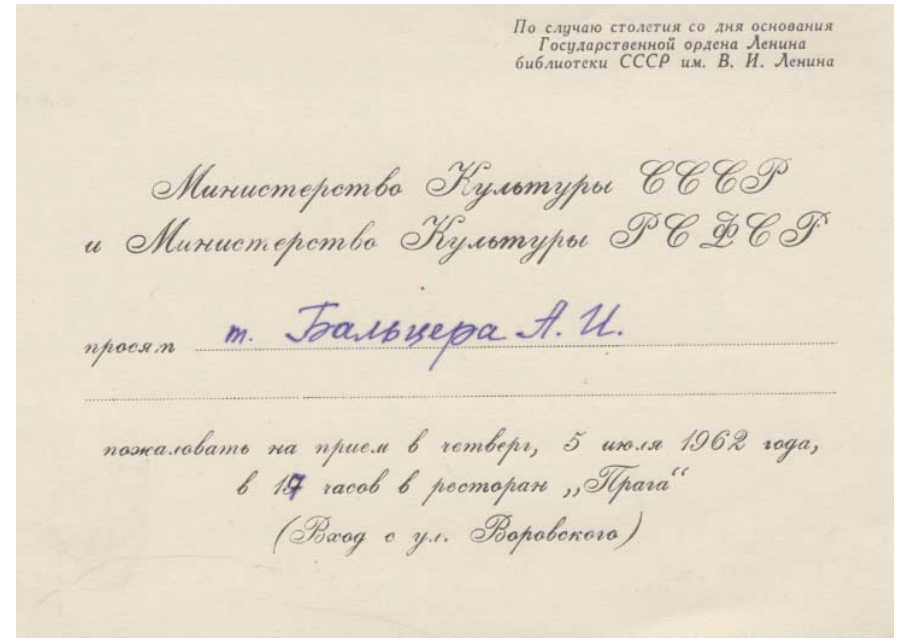 По случаю столетия со дня основания
Государственной ордена Ленина
библиотеки СССР им. В. И. Ленина
Министерство Культуры СССР
и Министерство Культуры РСФСР
просят т. Бальцера А. И.
пожаловать на прием в четверг, 5 июля 1962 года,
в 17 часов в ресторан „Прага“
(Вход с ул. Воровского)